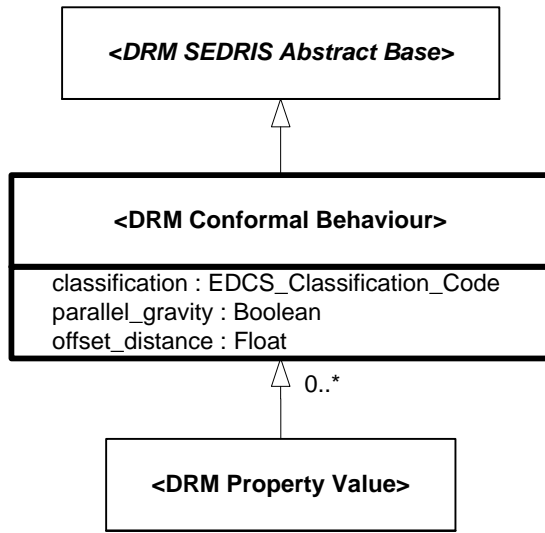 <DRM SEDRIS Abstract Base>
<DRM Conformal Behaviour>
classification : EDCS_Classification_Code
parallel_gravity : Boolean
offset_distance : Float
0..*
<DRM Property Value>